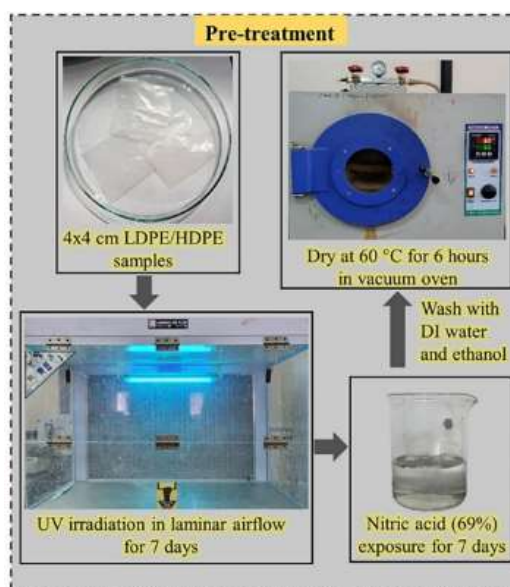 Pre-treatment
4x4 cm LDPE/HDPE
samples
Dry at 60 °C for 6 hours
in vacuum oven
Wash with
DI water
and ethanol
UV irradiation in laminar airflow
for 7 days
Nitric acid (69%)
exposure for 7 days